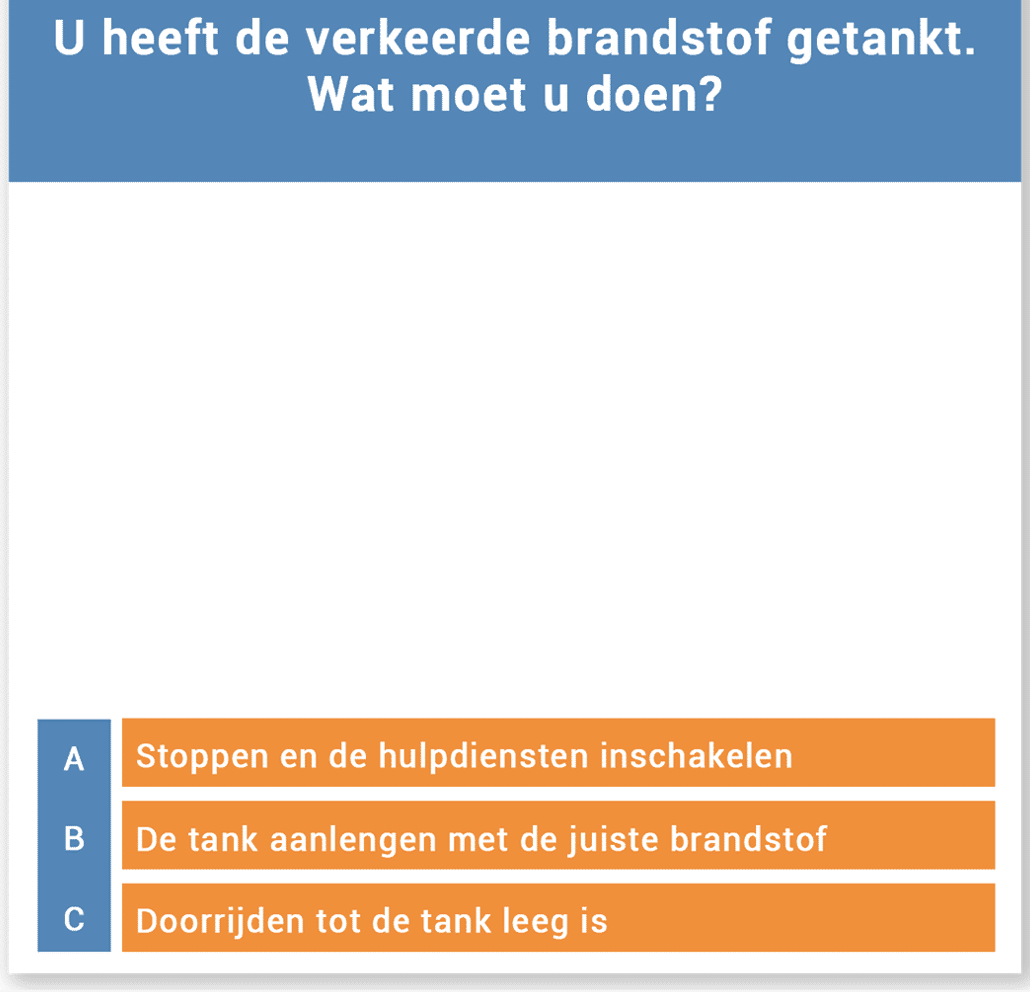 U heeft de verkeerde brandstof getankt.
Wat moet u doen?
A Stoppen en de hulpdiensten inschakelen
B De tank aanlengen met de juiste brandstof
C Doorrijden tot de tank leeg is